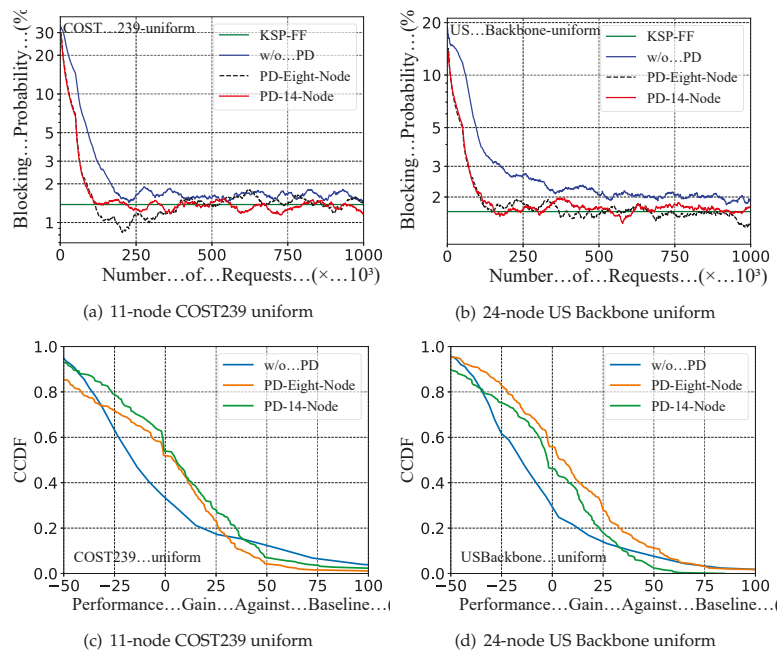 COST…239-uniform
Blocking…Probability…(%
30
20
10
5
3
2
1
KSP-FF
w/o…PD
PD-Eight-Node
PD-14-Node
0 250 500 750 1000
Number…of…Requests…(×…10³)
(a) 11-node COST239 uniform
US…Backbone-uniform
Blocking…Probability…(%
20
10
5
3
2
KSP-FF
w/o…PD
PD-Eight-Node
PD-14-Node
0 250 500 750 1000
Number…of…Requests…(×…10³)
(b) 24-node US Backbone uniform
CCDF
1.0
0.8
0.6
0.4
0.2
0.0
w/o…PD
PD-Eight-Node
PD-14-Node
COST239…uniform
−50 −25 0 25 50 75 100
Performance…Gain…Against…Baseline…(
(c) 11-node COST239 uniform
CCDF
1.0
0.8
0.6
0.4
0.2
0.0
w/o…PD
PD-Eight-Node
PD-14-Node
USBackbone…uniform
−50 −25 0 25 50 75 100
Performance…Gain…Against…Baseline…(
(d) 24-node US Backbone uniform